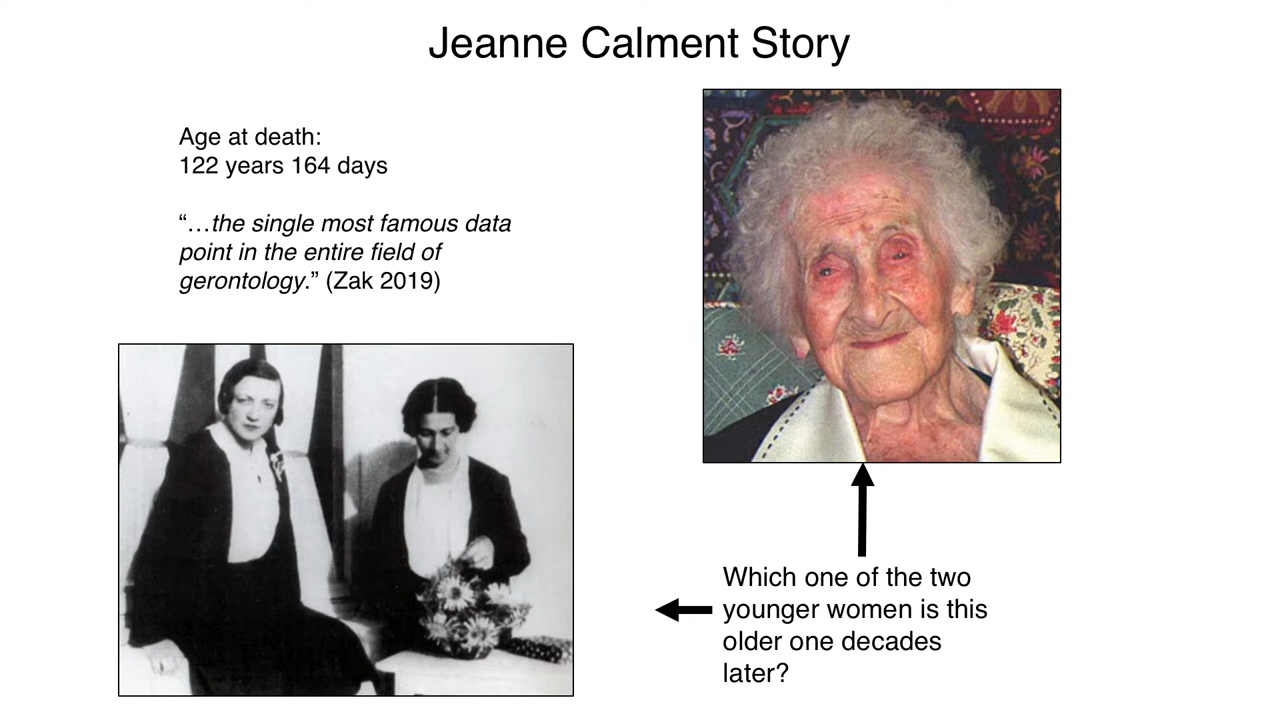 Jeanne Calment Story
Age at death:
122 years 164 days
“…the single most famous data
point in the entire field of
gerontology.” (Zak 2019)
Which one of the two
younger women is this
older one decades
later?